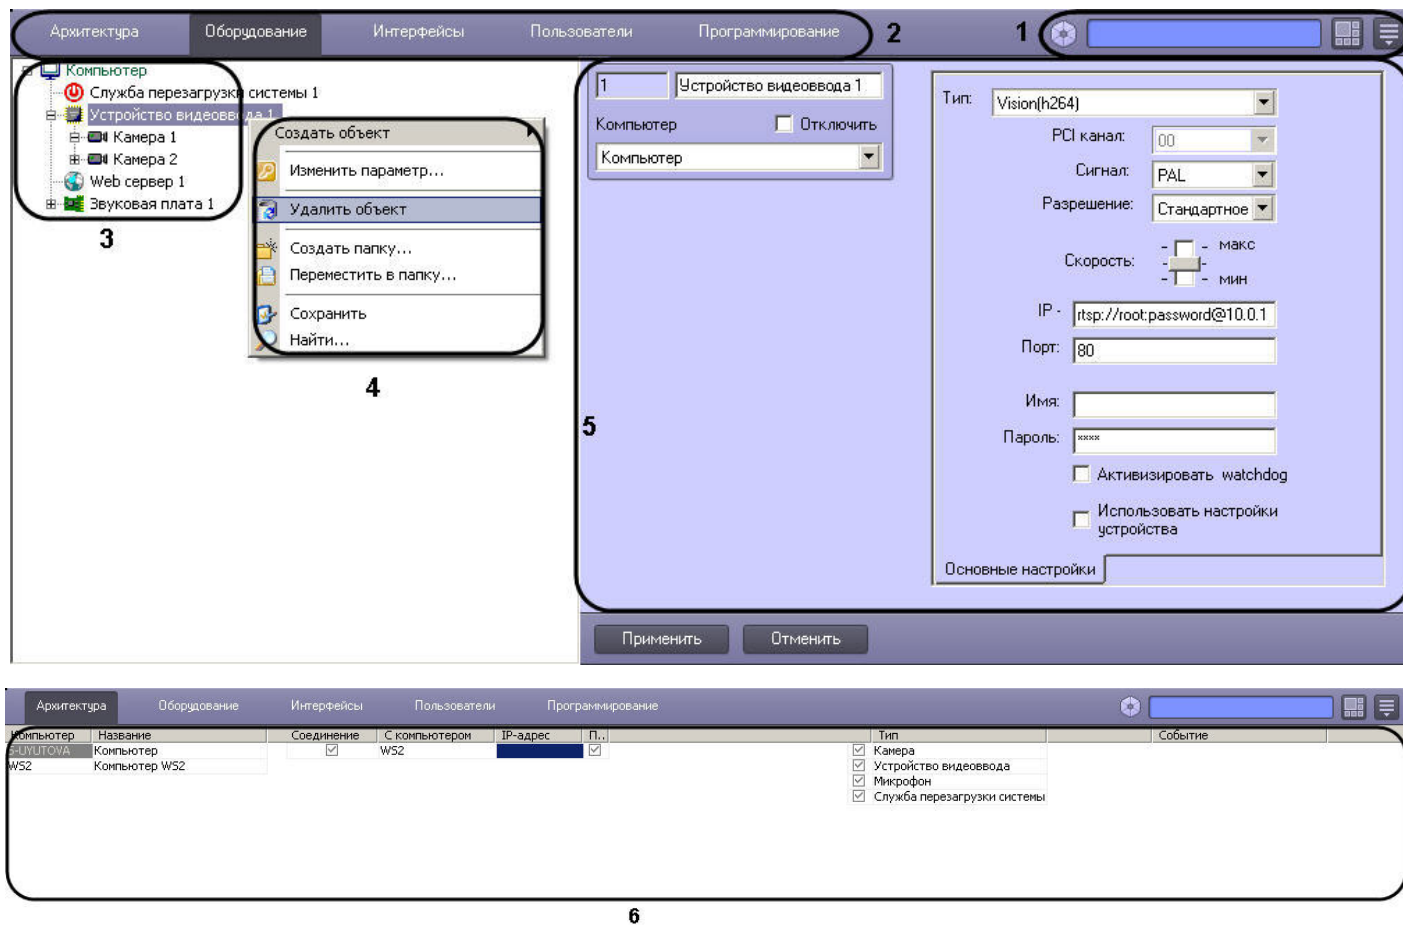 Архитектура Оборудование Интерфейсы Пользователи Программирование 2 1
Компьютер
Служба перезагрузки системы 1
Устройство видеоввода 1
Камера 1
Камера 2
Web сервер 1
Звуковая плата 1
3
Создать объект
Изменить параметр...
Удалить объект
Создать папку...
Переместить в папку...
Сохранить
Найти...
4
5
1 Устройство видеоввода 1
Компьютер Отключить
Компьютер
Тип: Vision(h264)
PCI канал: 00
Сигнал: PAL
Разрешение: Стандартное
макс
Скорость:
мин
IP - rtsp://root:password@10.0.1
Порт: 80
Имя:
Пароль: ****
Активизировать watchdog
Использовать настройки
устройства
Основные настройки
Применить Отменить
Архитектура Оборудование Интерфейсы Пользователи Программирование
Компьютер Название Соединение С компьютером IP-адрес П.. Тип Событие
S-UYUTOVA Компьютер WS2 Камера
WS2 Компьютер WS2 Устройство видеоввода
Микрофон
Служба перезагрузки системы
6